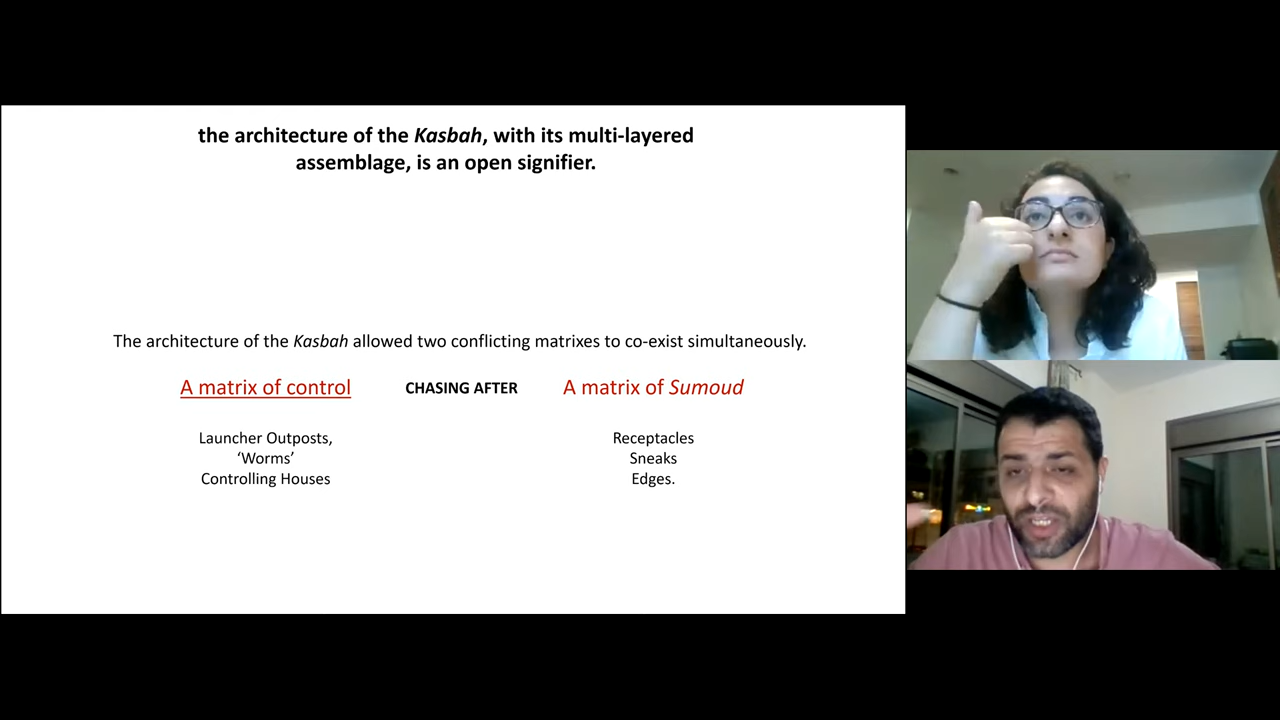 the architecture of the Kasbah, with its multi-layered
assemblage, is an open signifier.
The architecture of the Kasbah allowed two conflicting matrixes to co-exist simultaneously.
A matrix of control CHASING AFTER A matrix of Sumoud
Launcher Outposts,
‘Worms’
Controlling Houses
Receptacles
Sneaks
Edges.